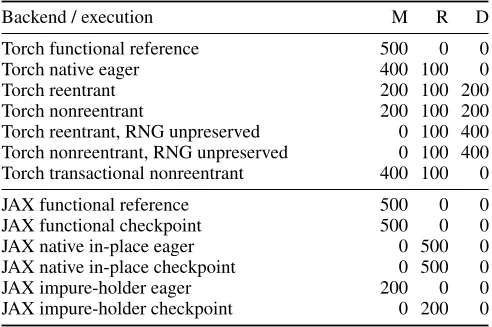 Backend / execution M R D
Torch functional reference 500 0 0
Torch native eager 400 100 0
Torch reentrant 200 100 200
Torch nonreentrant 200 100 200
Torch reentrant, RNG unpreserved 0 100 400
Torch nonreentrant, RNG unpreserved 0 100 400
Torch transactional nonreentrant 400 100 0
JAX functional reference 500 0 0
JAX functional checkpoint 500 0 0
JAX native in-place eager 0 500 0
JAX native in-place checkpoint 0 500 0
JAX impure-holder eager 200 0 0
JAX impure-holder checkpoint 0 200 0